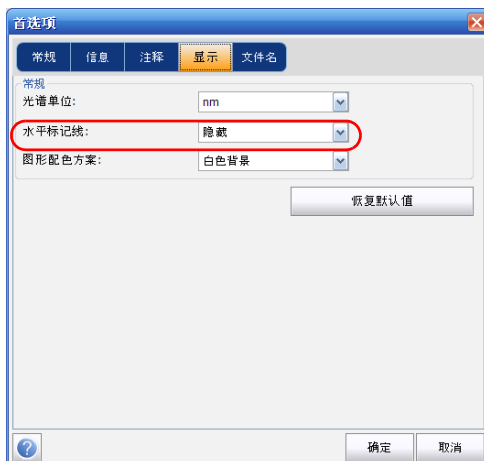 首选项
常规 信息 注释 显示 文件名
常规
光谱单位: nm
水平标记线: 隐藏
图形配色方案: 白色背景
恢复默认值
? 确定 取消